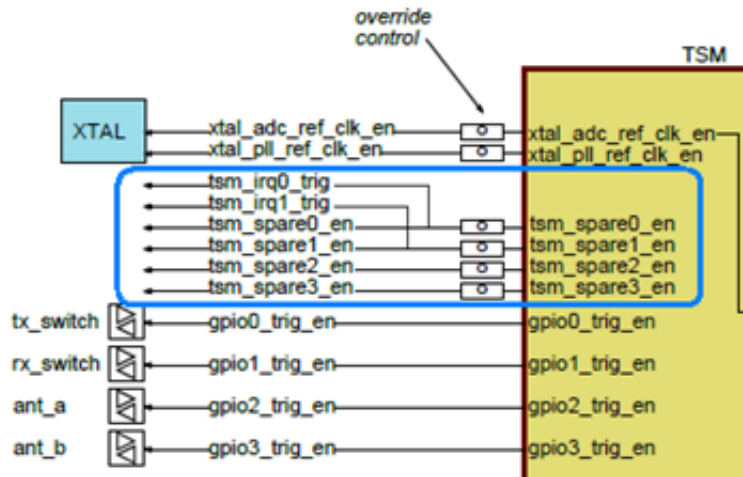 override
control
TSM
XTAL
xtal_adc_ref_clk_en xtal_adc_ref_clk_en
xtal_pll_ref_clk_en xtal_pll_ref_clk_en
tsm_irq0_trig
tsm_irq1_trig
tsm_spare0_en tsm_spare0_en
tsm_spare1_en tsm_spare1_en
tsm_spare2_en tsm_spare2_en
tsm_spare3_en tsm_spare3_en
tx_switch gpio0_trig_en gpio0_trig_en
rx_switch gpio1_trig_en gpio1_trig_en
ant_a gpio2_trig_en gpio2_trig_en
ant_b gpio3_trig_en gpio3_trig_en